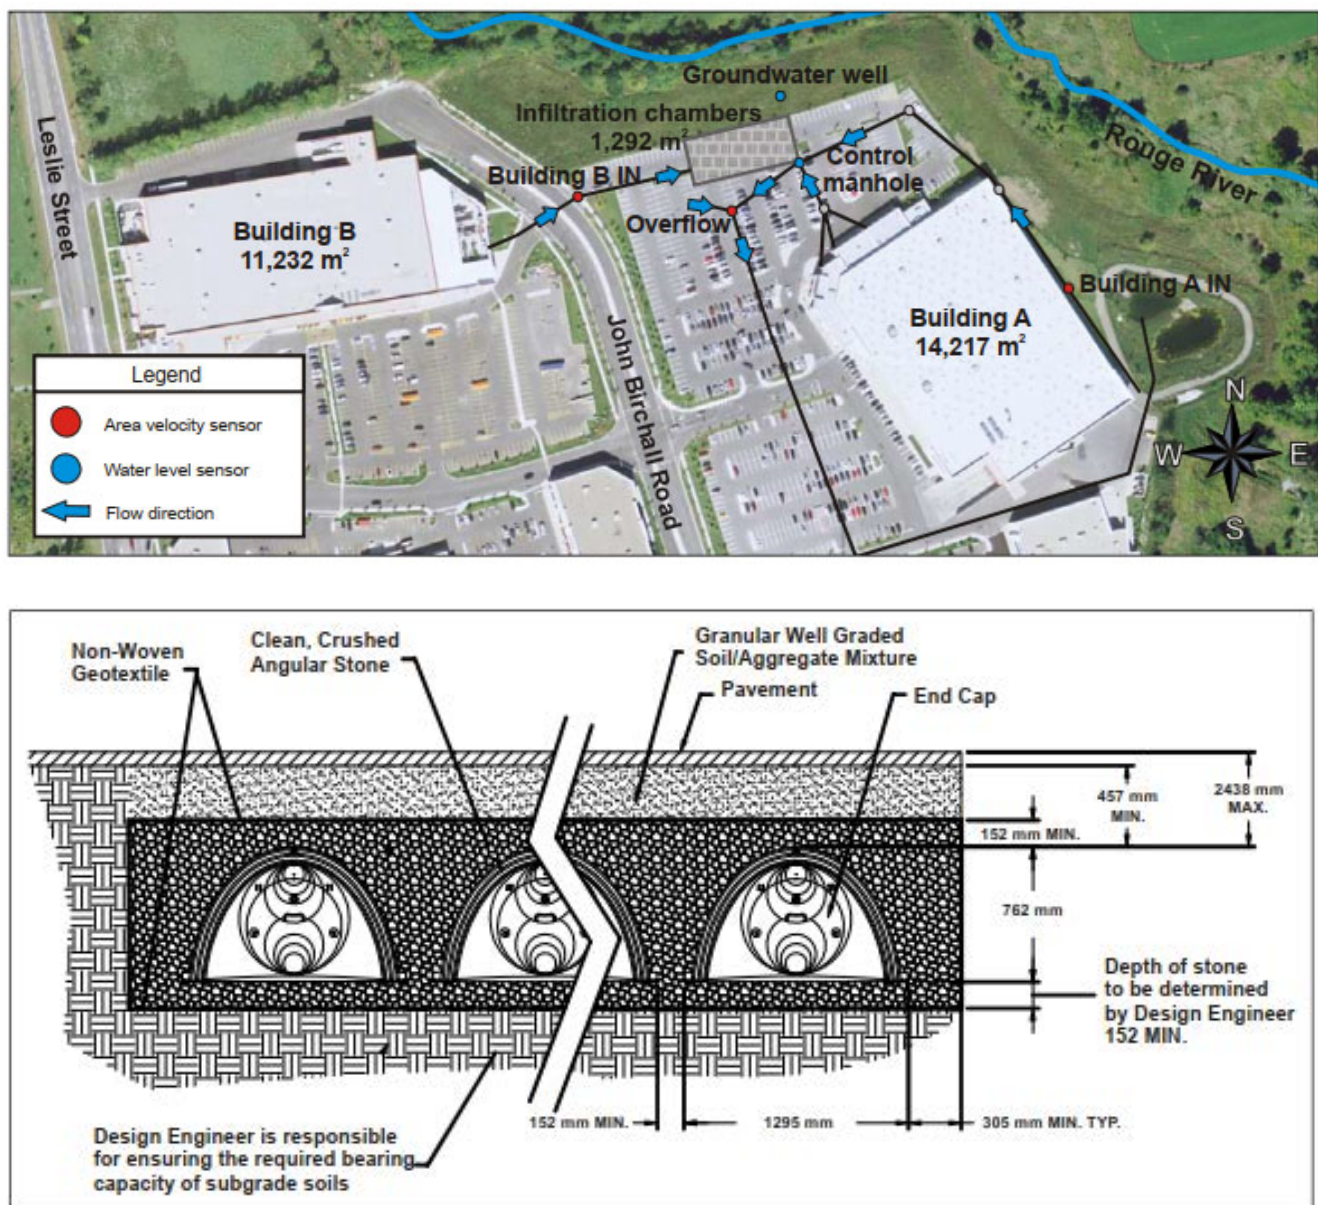 Groundwater well
Infiltration chambers
1,292 m²
Rouge River
Leslie Street
Building B IN
Control
manhole
Overflow
Building B
11,232 m²
Building A IN
Building A
14,217 m²
John Birchall Road
Legend
Area velocity sensor
Water level sensor
Flow direction
N
W
E
S
Non-Woven
Geotextile
Clean, Crushed
Angular Stone
Granular Well Graded
Soil/Aggregate Mixture
Pavement
End Cap
457 mm
MIN.
2438 mm
MAX.
152 mm MIN.
762 mm
Depth of stone
to be determined
by Design Engineer
152 MIN.
152 mm MIN.
1295 mm
305 mm MIN. TYP.
Design Engineer is responsible
for ensuring the required bearing
capacity of subgrade soils